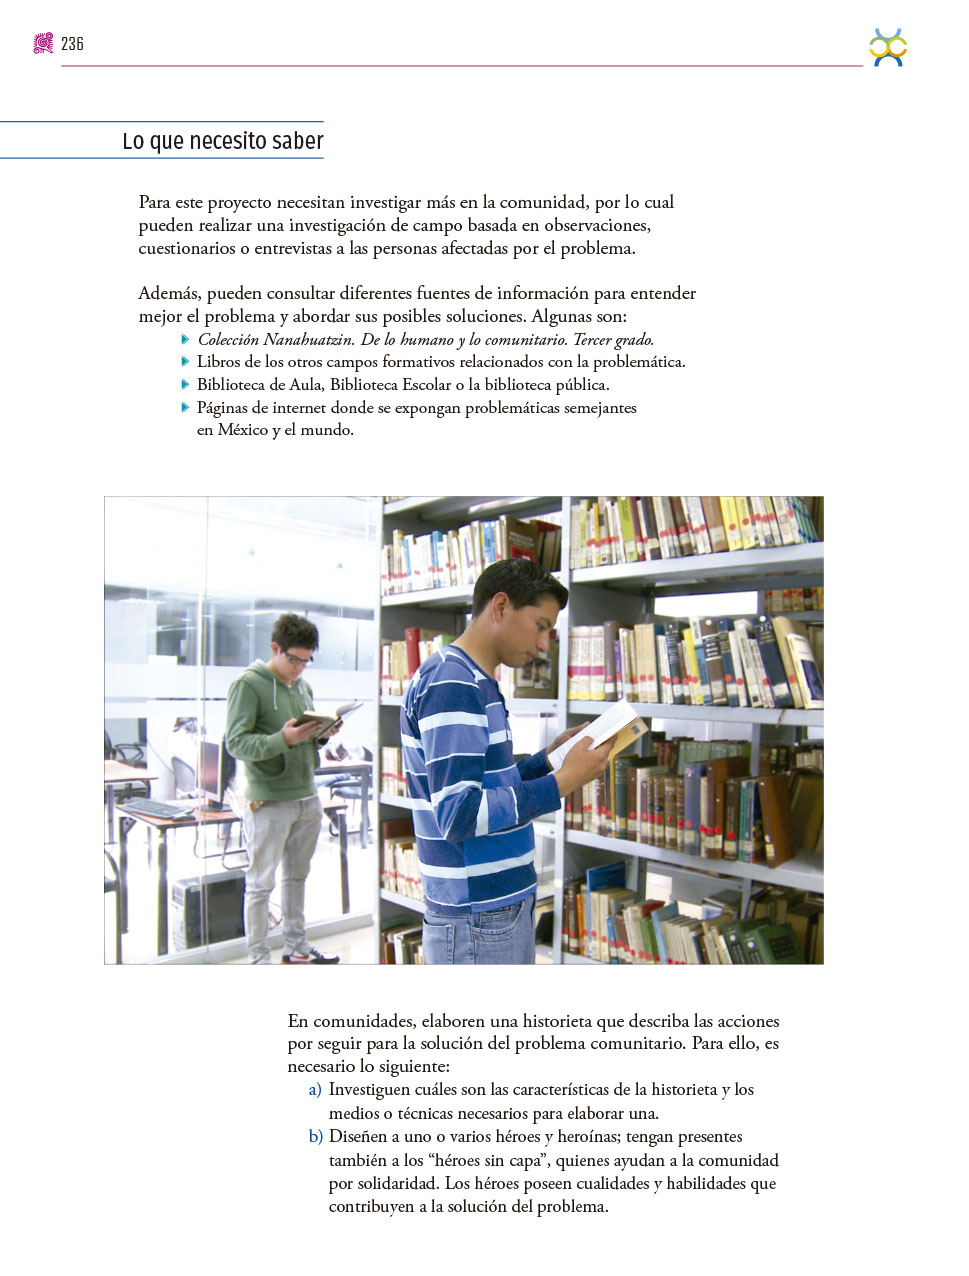 236
Lo que necesito saber
Para este proyecto necesitan investigar más en la comunidad, por lo cual
pueden realizar una investigación de campo basada en observaciones,
cuestionarios o entrevistas a las personas afectadas por el problema.
Además, pueden consultar diferentes fuentes de información para entender
mejor el problema y abordar sus posibles soluciones. Algunas son:
Colección Nanahuatzin. De lo humano y lo comunitario. Tercer grado.
Libros de los otros campos formativos relacionados con la problemática.
Biblioteca de Aula, Biblioteca Escolar o la biblioteca pública.
Páginas de internet donde se expongan problemáticas semejantes
en México y el mundo.
En comunidades, elaboren una historieta que describa las acciones
por seguir para la solución del problema comunitario. Para ello, es
necesario lo siguiente:
a) Investiguen cuáles son las características de la historieta y los
medios o técnicas necesarios para elaborar una.
b) Diseñen a uno o varios héroes y heroínas; tengan presentes
también a los “héroes sin capa”, quienes ayudan a la comunidad
por solidaridad. Los héroes poseen cualidades y habilidades que
contribuyen a la solución del problema.